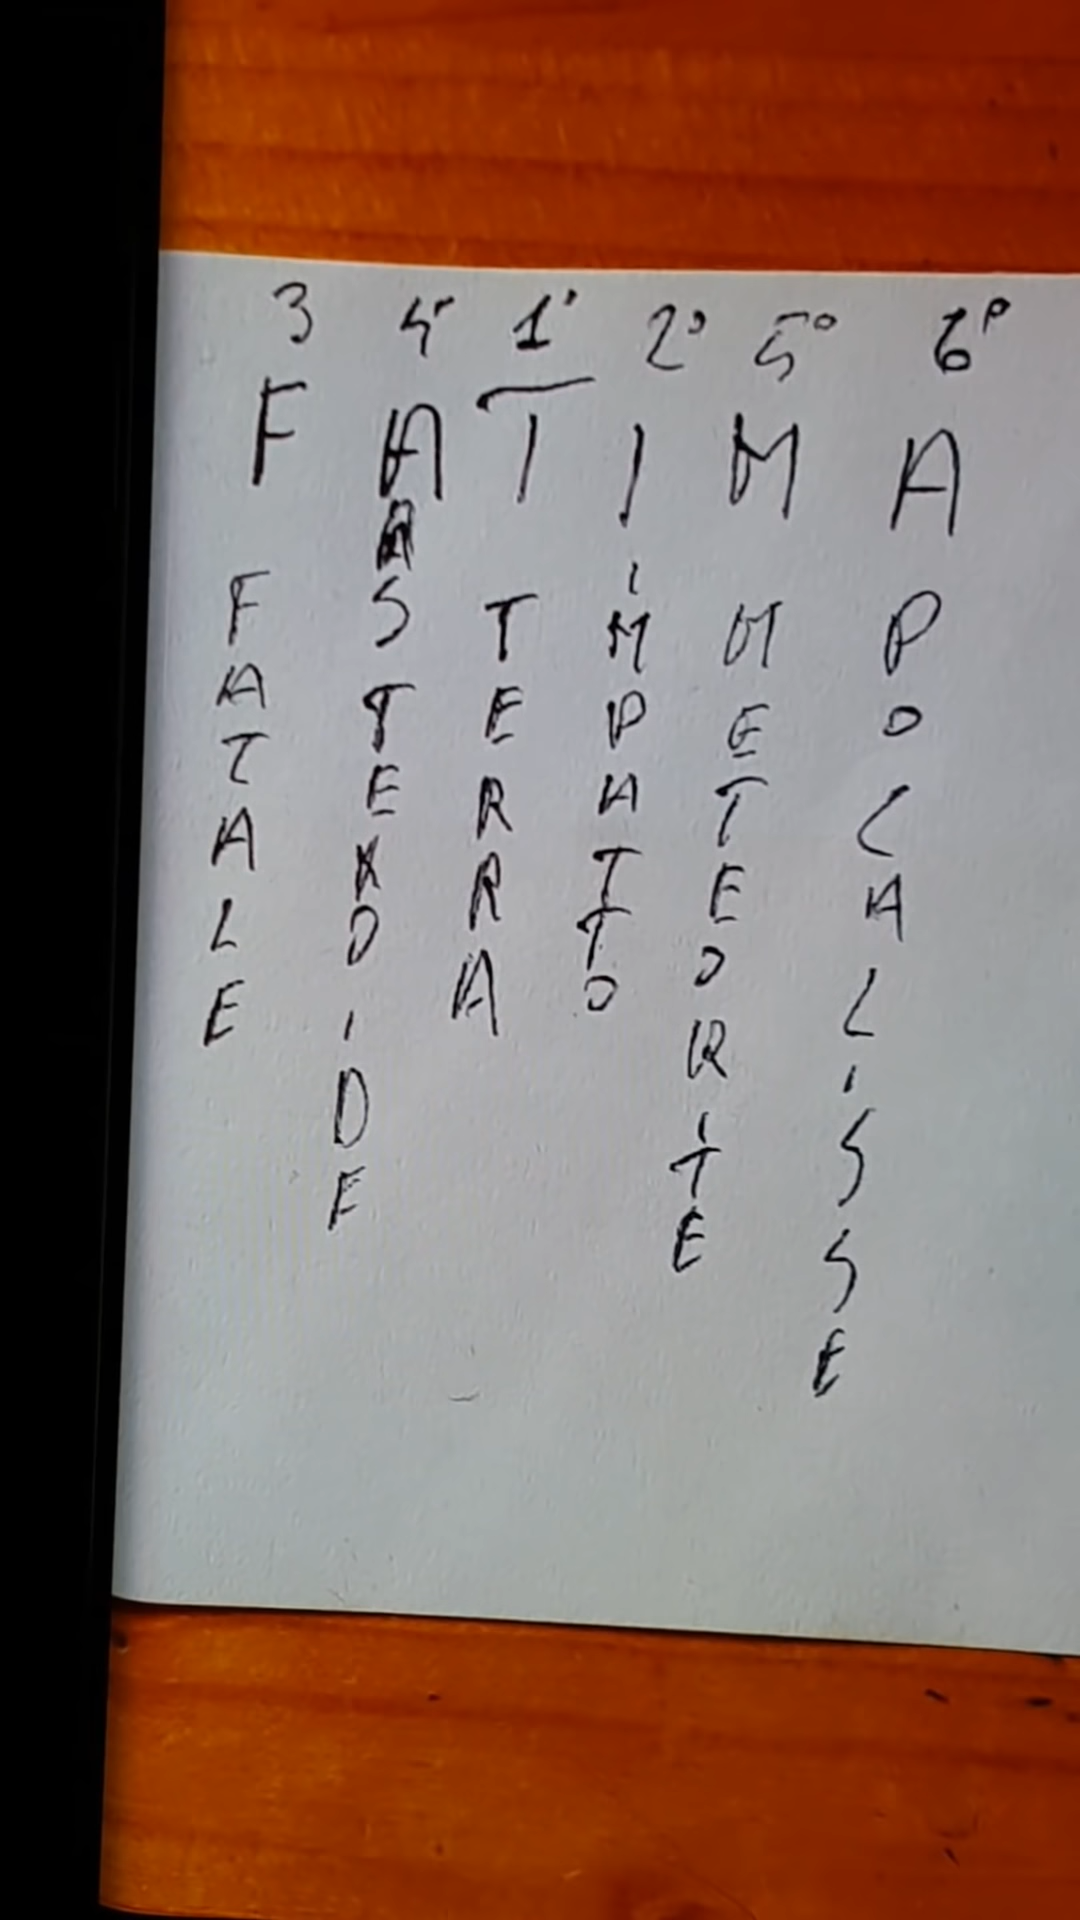 3 4° 1° 2° 5° 6°
F A T I M A
FATALE
ASTEROIDE
TERRA
IMPATTO
METEORITE
APOCALISSE